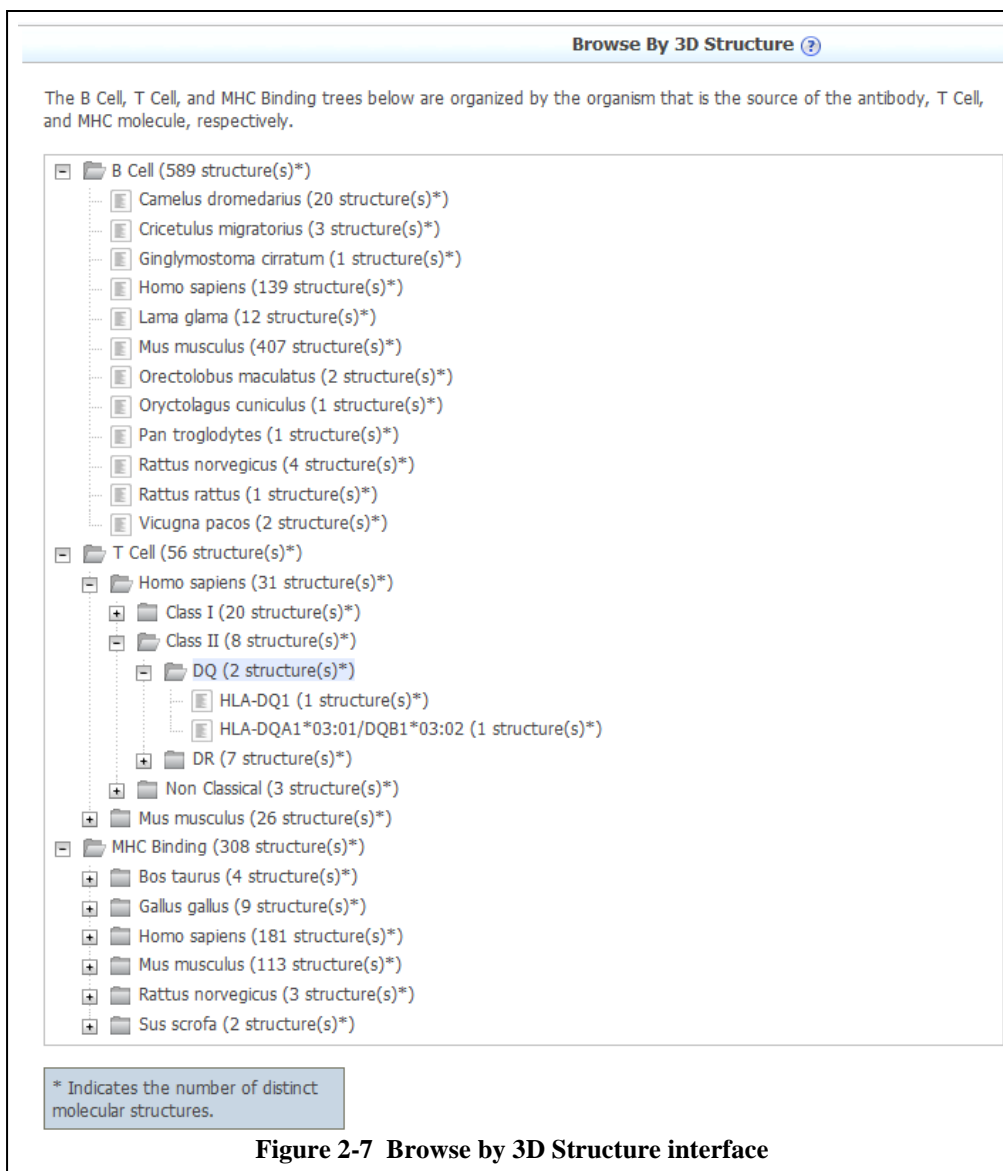 Browse By 3D Structure ?
The B Cell, T Cell, and MHC Binding trees below are organized by the organism that is the source of the antibody, T Cell,
and MHC molecule, respectively.
B Cell (589 structure(s)*)
Camelus dromedarius (20 structure(s)*)
Cricetulus migratorius (3 structure(s)*)
Ginglymostoma cirratum (1 structure(s)*)
Homo sapiens (139 structure(s)*)
Lama glama (12 structure(s)*)
Mus musculus (407 structure(s)*)
Orectolobus maculatus (2 structure(s)*)
Oryctolagus cuniculus (1 structure(s)*)
Pan troglodytes (1 structure(s)*)
Rattus norvegicus (4 structure(s)*)
Rattus rattus (1 structure(s)*)
Vicugna pacos (2 structure(s)*)
T Cell (56 structure(s)*)
Homo sapiens (31 structure(s)*)
Class I (20 structure(s)*)
Class II (8 structure(s)*)
DQ (2 structure(s)*)
HLA-DQ1 (1 structure(s)*)
HLA-DQA1*03:01/DQB1*03:02 (1 structure(s)*)
DR (7 structure(s)*)
Non Classical (3 structure(s)*)
Mus musculus (26 structure(s)*)
MHC Binding (308 structure(s)*)
Bos taurus (4 structure(s)*)
Gallus gallus (9 structure(s)*)
Homo sapiens (181 structure(s)*)
Mus musculus (113 structure(s)*)
Rattus norvegicus (3 structure(s)*)
Sus scrofa (2 structure(s)*)
* Indicates the number of distinct
molecular structures.
Figure 2-7 Browse by 3D Structure interface